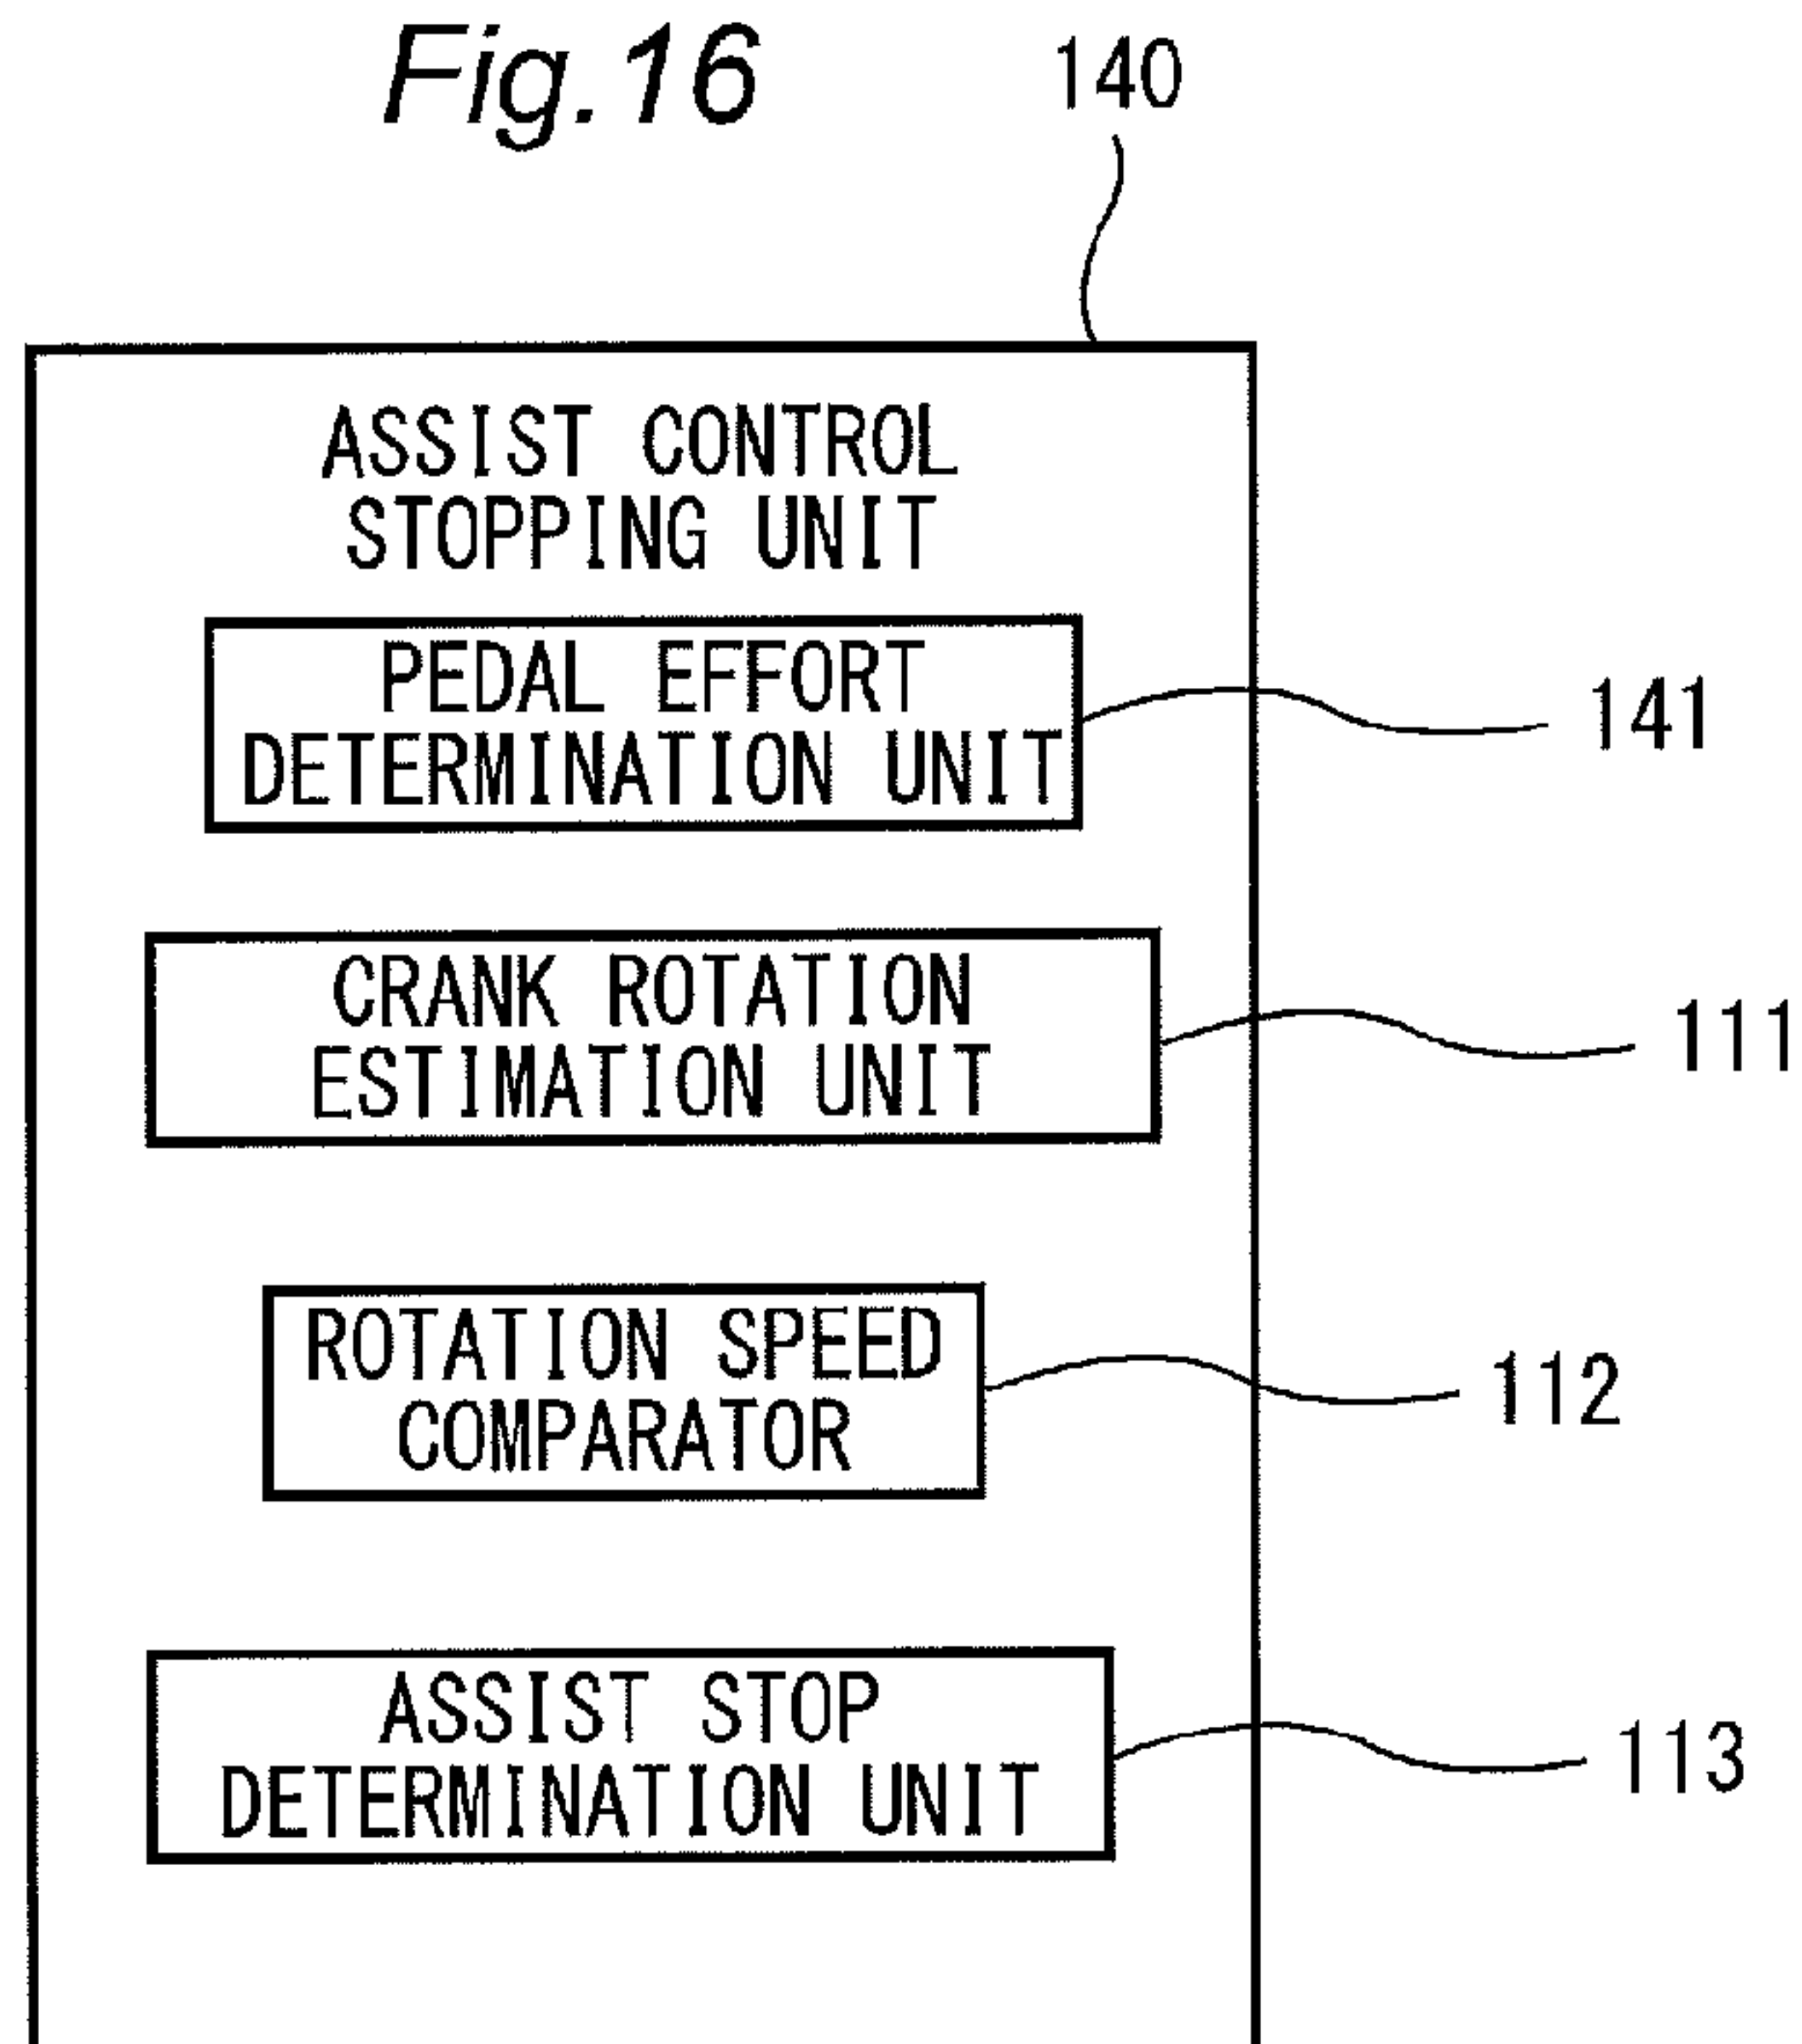 Fig.16
140
ASSIST CONTROL
STOPPING UNIT
PEDAL EFFORT
DETERMINATION UNIT
141
CRANK ROTATION
ESTIMATION UNIT
111
ROTATION SPEED
COMPARATOR
112
ASSIST STOP
DETERMINATION UNIT
113